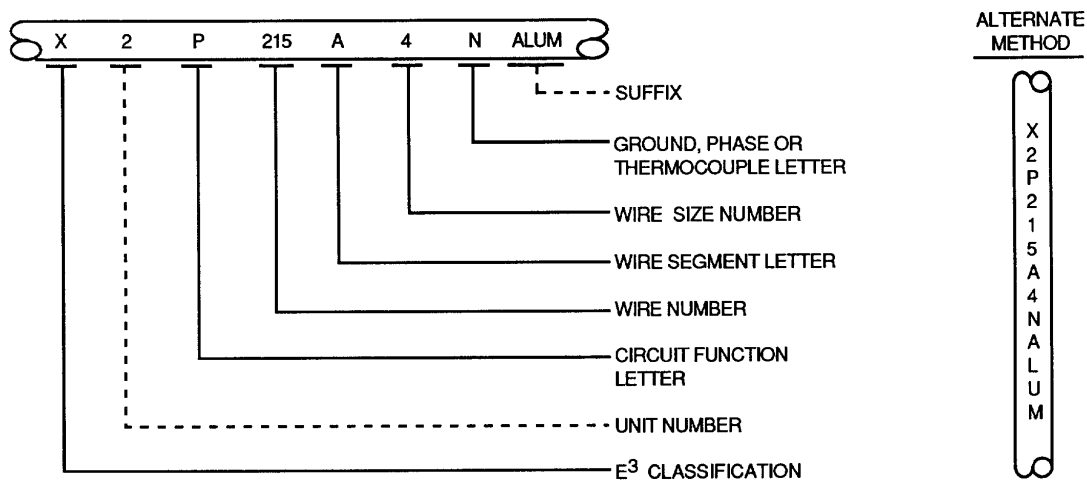 X 2 P 215 A 4 N ALUM
SUFFIX
GROUND, PHASE OR
THERMOCOUPLE LETTER
WIRE SIZE NUMBER
WIRE SEGMENT LETTER
WIRE NUMBER
CIRCUIT FUNCTION
LETTER
UNIT NUMBER
E³ CLASSIFICATION
ALTERNATE
METHOD
X
2
P
2
1
5
A
4
N
A
L
U
M